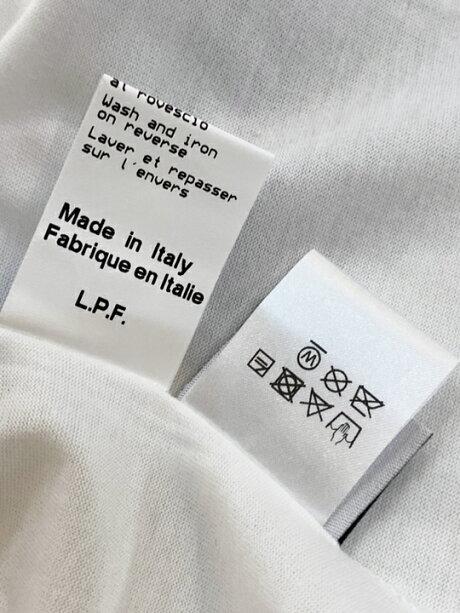 al rovescio
Wash and iron
on reverse
Laver et repasser
sur l'envers
Made in Italy
Fabrique en Italie
L.P.F.
W